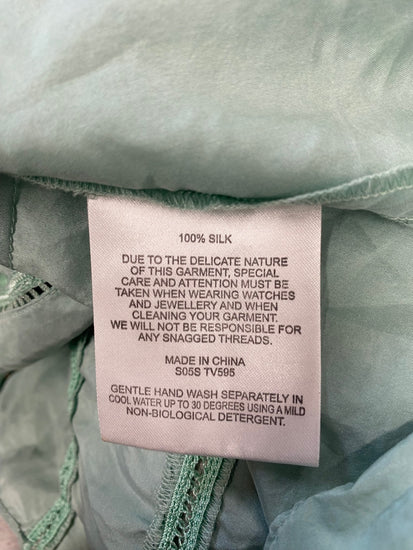 100% SILK
DUE TO THE DELICATE NATURE
OF THIS GARMENT, SPECIAL
CARE AND ATTENTION MUST BE
TAKEN WHEN WEARING WATCHES
AND JEWELLERY AND WHEN
CLEANING YOUR GARMENT.
WE WILL NOT BE RESPONSIBLE FOR
ANY SNAGGED THREADS.
MADE IN CHINA
S05S TV595
GENTLE HAND WASH SEPARATELY IN
COOL WATER UP TO 30 DEGREES USING A MILD
NON-BIOLOGICAL DETERGENT.